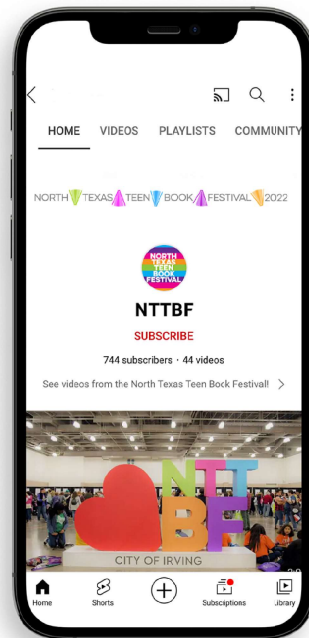 HOME VIDEOS PLAYLISTS COMMUNITY
NORTH TEXAS TEEN BOOK FESTIVAL 2022
NORTH
TEXAS
TEEN
BOOK
FESTIVAL
NTTBF
SUBSCRIBE
744 subscribers · 44 videos
See videos from the North Texas Teen Bock Festival!
NTT
BF
CITY OF IRVING
Home Shorts Subscriptions Library